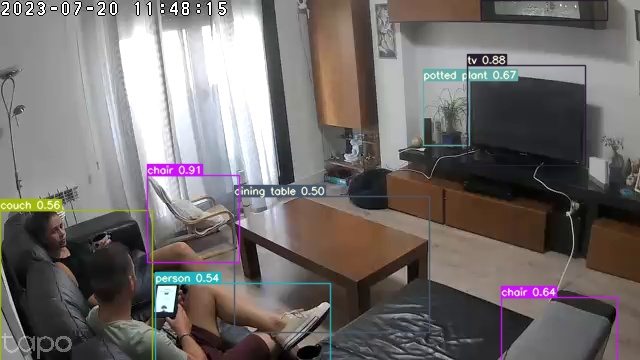 2023-07-20 11:48:15
tv 0.88
potted plant 0.67
chair 0.91
dining table 0.50
couch 0.56
person 0.54
chair 0.64
tapo